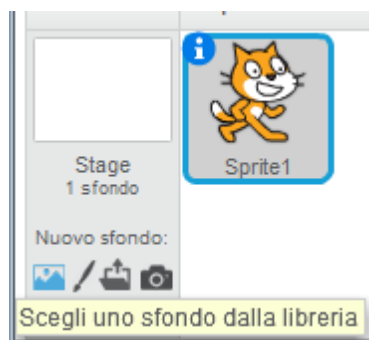 Stage
1 sfondo
Sprite1
Nuovo sfondo:
Scegli uno sfondo dalla libreria